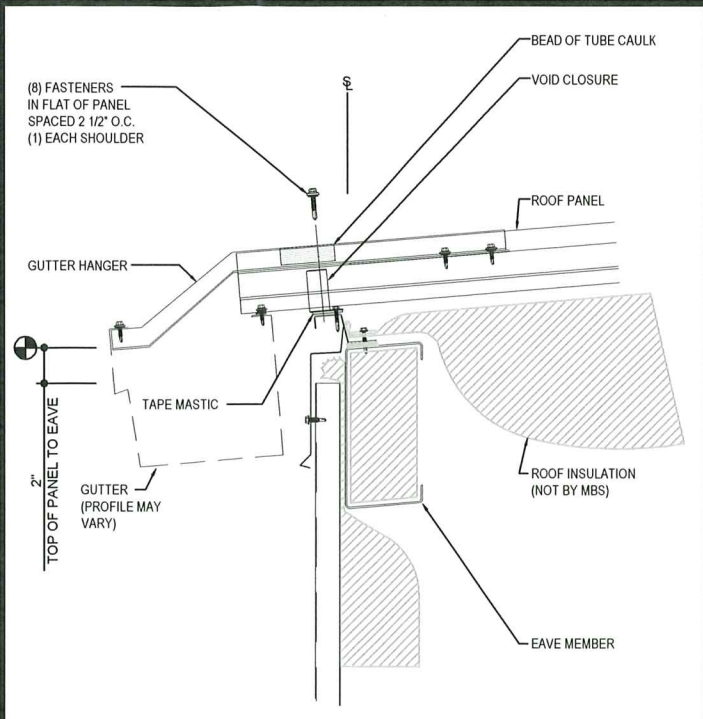 BEAD OF TUBE CAULK
(8) FASTENERS
IN FLAT OF PANEL
SPACED 2 1/2" O.C.
(1) EACH SHOULDER
VOID CLOSURE
ROOF PANEL
GUTTER HANGER
TAPE MASTIC
2"
TOP OF PANEL TO EAVE
GUTTER
(PROFILE MAY
VARY)
ROOF INSULATION
(NOT BY MBS)
EAVE MEMBER